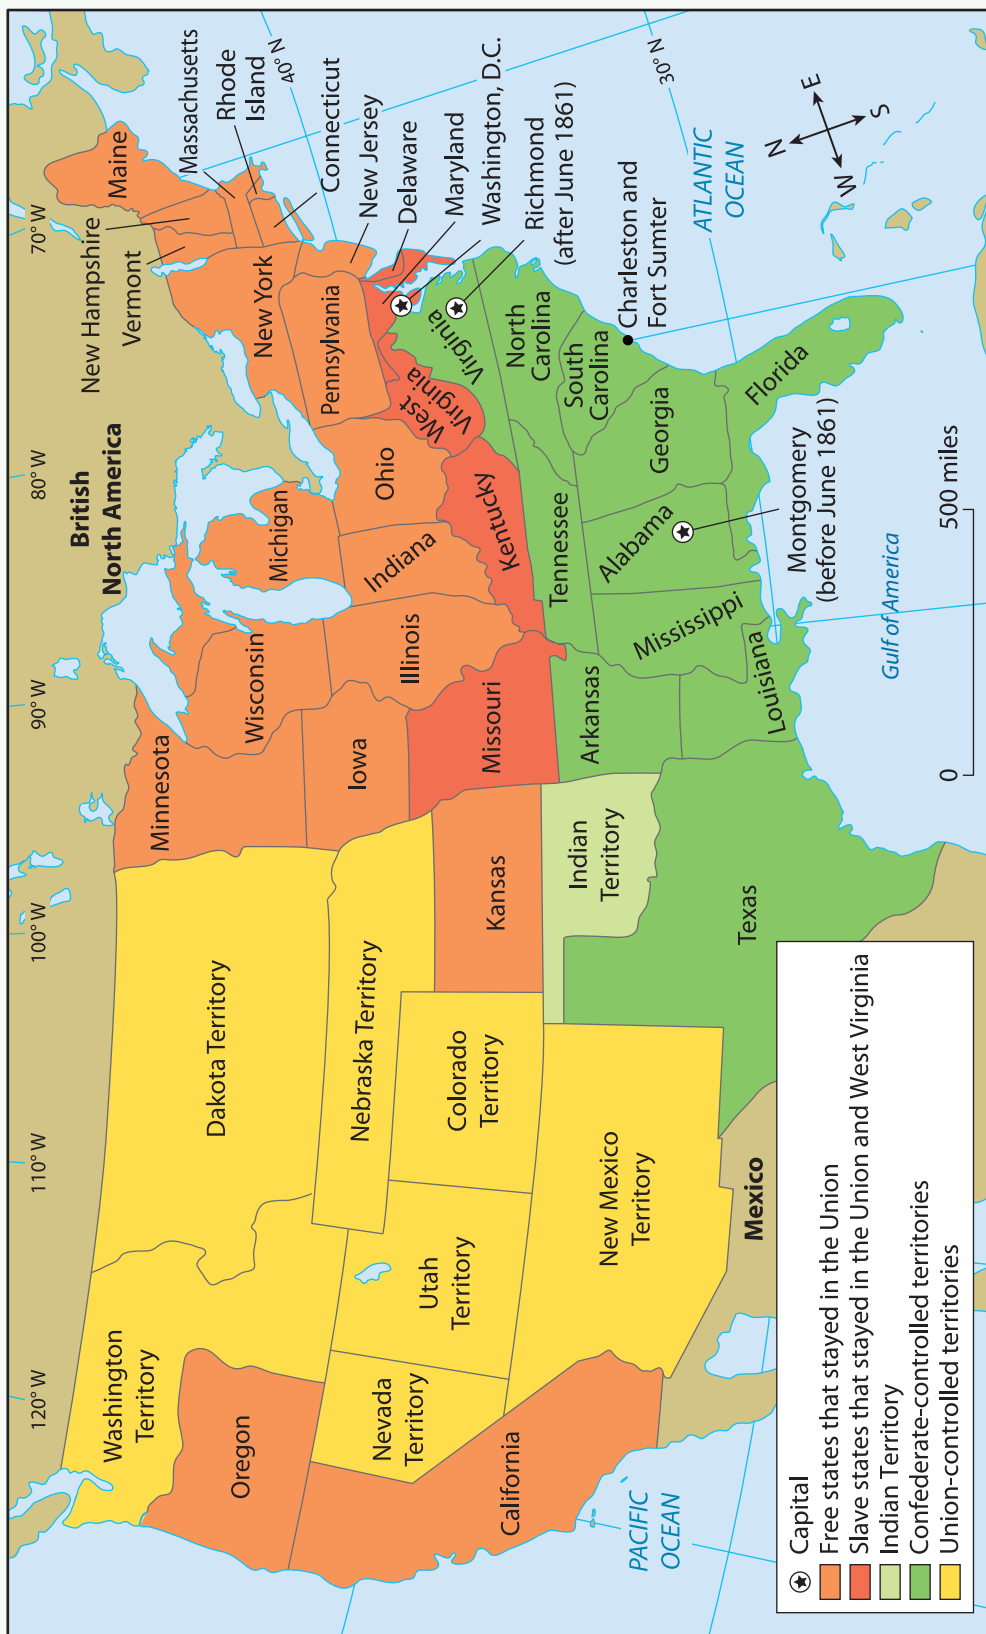 British
North America
Maine
New Hampshire
Vermont
Massachusetts
Rhode
Island
Connecticut
New York
Pennsylvania
New Jersey
Delaware
Maryland
Washington, D.C.
Richmond
(after June 1861)
Virginia
West
Virginia
Ohio
Michigan
Indiana
Illinois
Wisconsin
Minnesota
Iowa
Missouri
Kentucky
Tennessee
North
Carolina
South
Carolina
Charleston and
Fort Sumter
Georgia
Florida
Alabama
Montgomery
(before June 1861)
Mississippi
Louisiana
Arkansas
Texas
Indian
Territory
Kansas
Nebraska Territory
Dakota Territory
Colorado
Territory
New Mexico
Territory
Utah
Territory
Nevada
Territory
Washington
Territory
Oregon
California
Mexico
PACIFIC
OCEAN
ATLANTIC
OCEAN
Gulf of America
120° W
110° W
100° W
90° W
80° W
70° W
40° N
30° N
N
E
S
W
0
500 miles
Capital
Free states that stayed in the Union
Slave states that stayed in the Union and West Virginia
Indian Territory
Confederate-controlled territories
Union-controlled territories